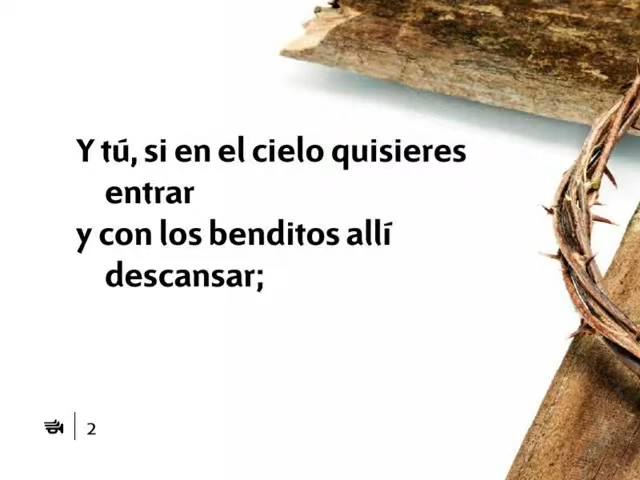 Y tú, si en el cielo quisieres
entrar
y con los benditos allí
descansar;
2